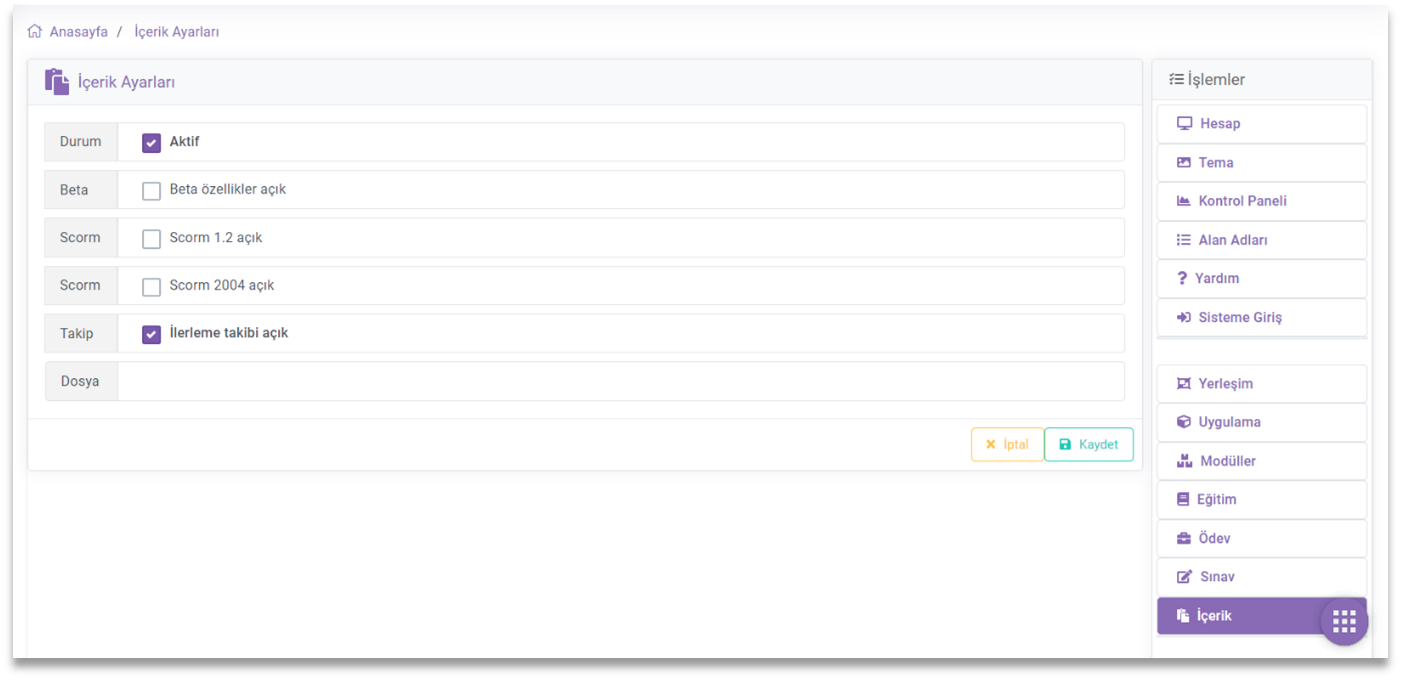 Anasayfa / İçerik Ayarları
İçerik Ayarları
Durum Aktif
Beta Beta özellikler açık
Scorm Scorm 1.2 açık
Scorm Scorm 2004 açık
Takip İlerleme takibi açık
Dosya
İptal Kaydet
İşlemler
Hesap
Tema
Kontrol Paneli
Alan Adları
Yardım
Sisteme Giriş
Yerleşim
Uygulama
Modüller
Eğitim
Ödev
Sınav
İçerik